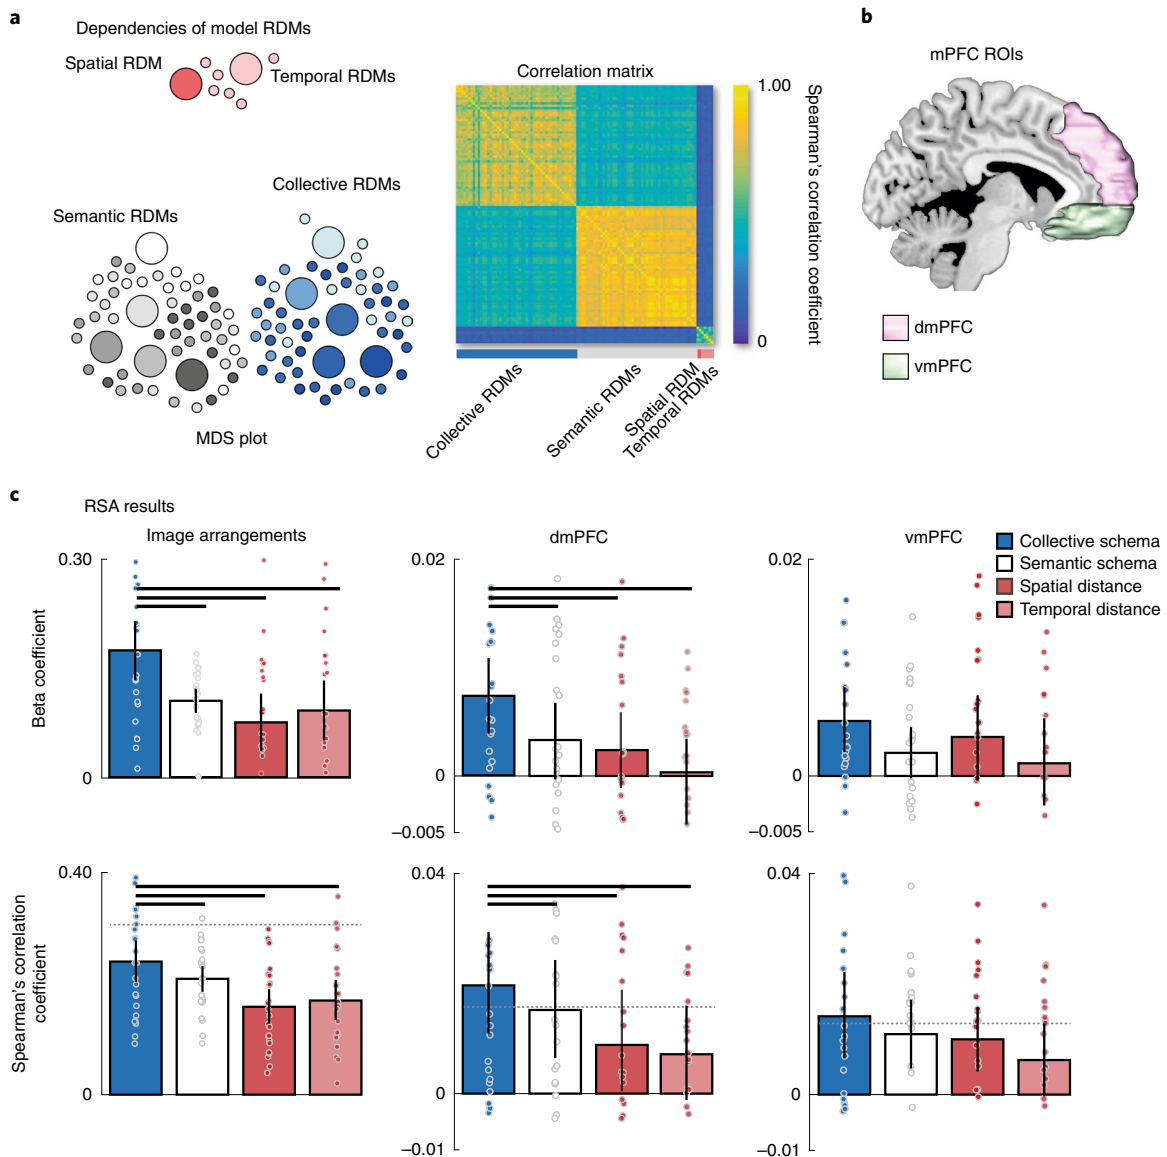 a
Dependencies of model RDMs
Spatial RDM
Temporal RDMs
Collective RDMs
Semantic RDMs
MDS plot
Correlation matrix
1.00
0
Spearman's correlation coefficient
Collective RDMs
Semantic RDMs
Spatial RDM
Temporal RDMs
b
mPFC ROIs
dmPFC
vmPFC
c
RSA results
Image arrangements
dmPFC
vmPFC
Collective schema
Semantic schema
Spatial distance
Temporal distance
Beta coefficient
0.30
0
0.02
0
−0.005
0.02
0
−0.005
Spearman's correlation
coefficient
0.40
0
0.04
0
−0.01
0.04
0
−0.01